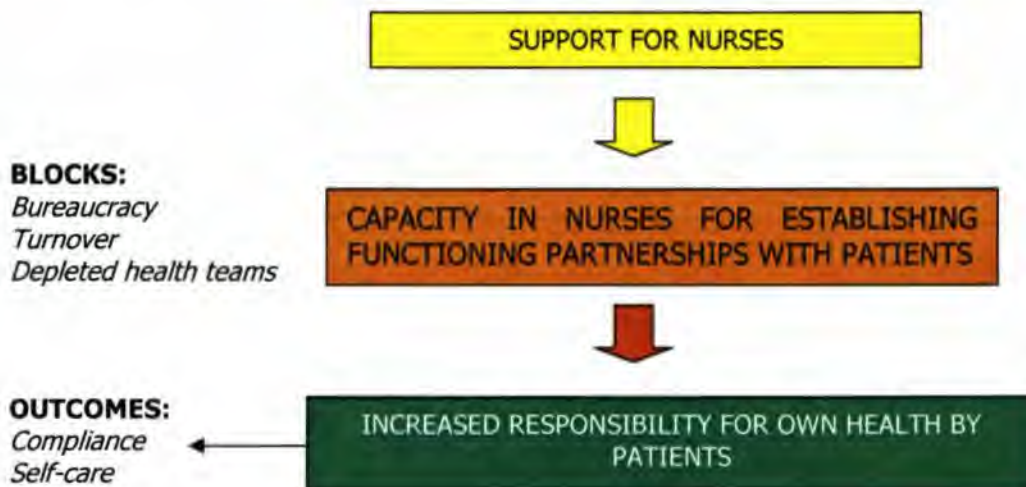 SUPPORT FOR NURSES
BLOCKS:
Bureaucracy
Turnover
Depleted health teams
CAPACITY IN NURSES FOR ESTABLISHING
FUNCTIONING PARTNERSHIPS WITH PATIENTS
OUTCOMES:
Compliance
Self-care
INCREASED RESPONSIBILITY FOR OWN HEALTH BY
PATIENTS